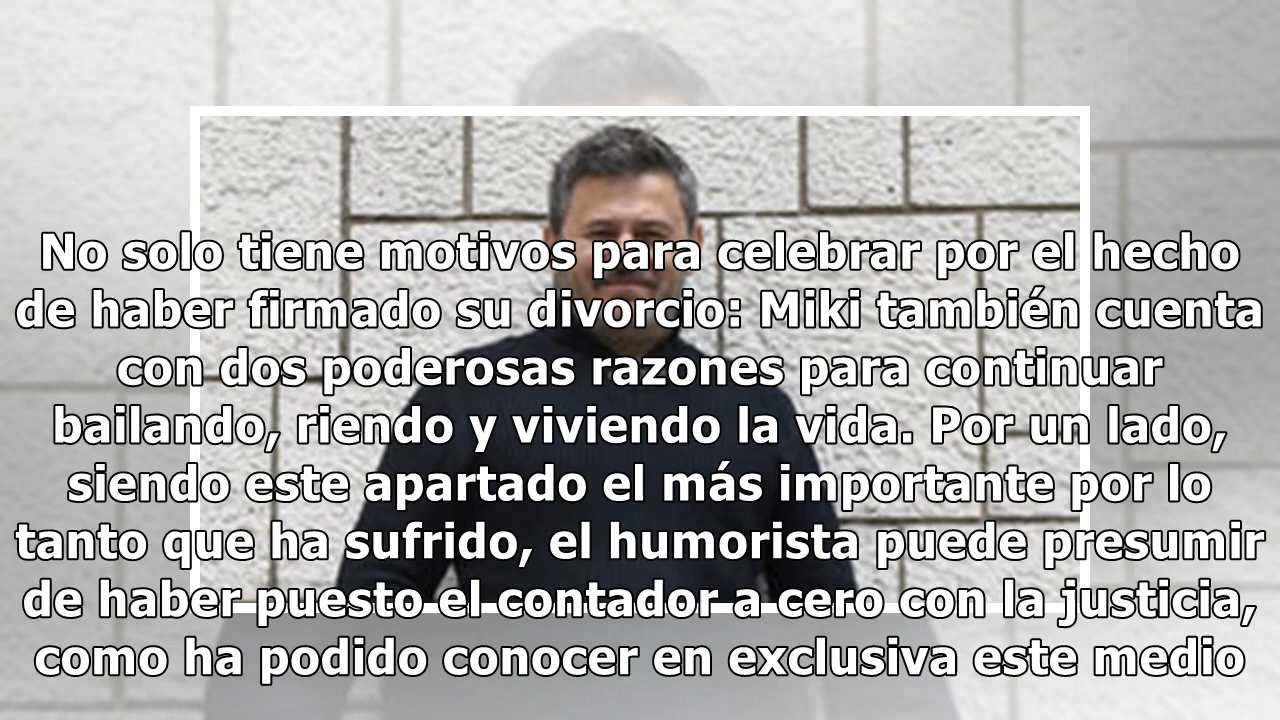 No solo tiene motivos para celebrar por el hecho
de haber firmado su divorcio: Miki también cuenta
con dos poderosas razones para continuar
bailando, riendo y viviendo la vida. Por un lado,
siendo este apartado el más importante por lo
tanto que ha sufrido, el humorista puede presumir
de haber puesto el contador a cero con la justicia,
como ha podido conocer en exclusiva este medio